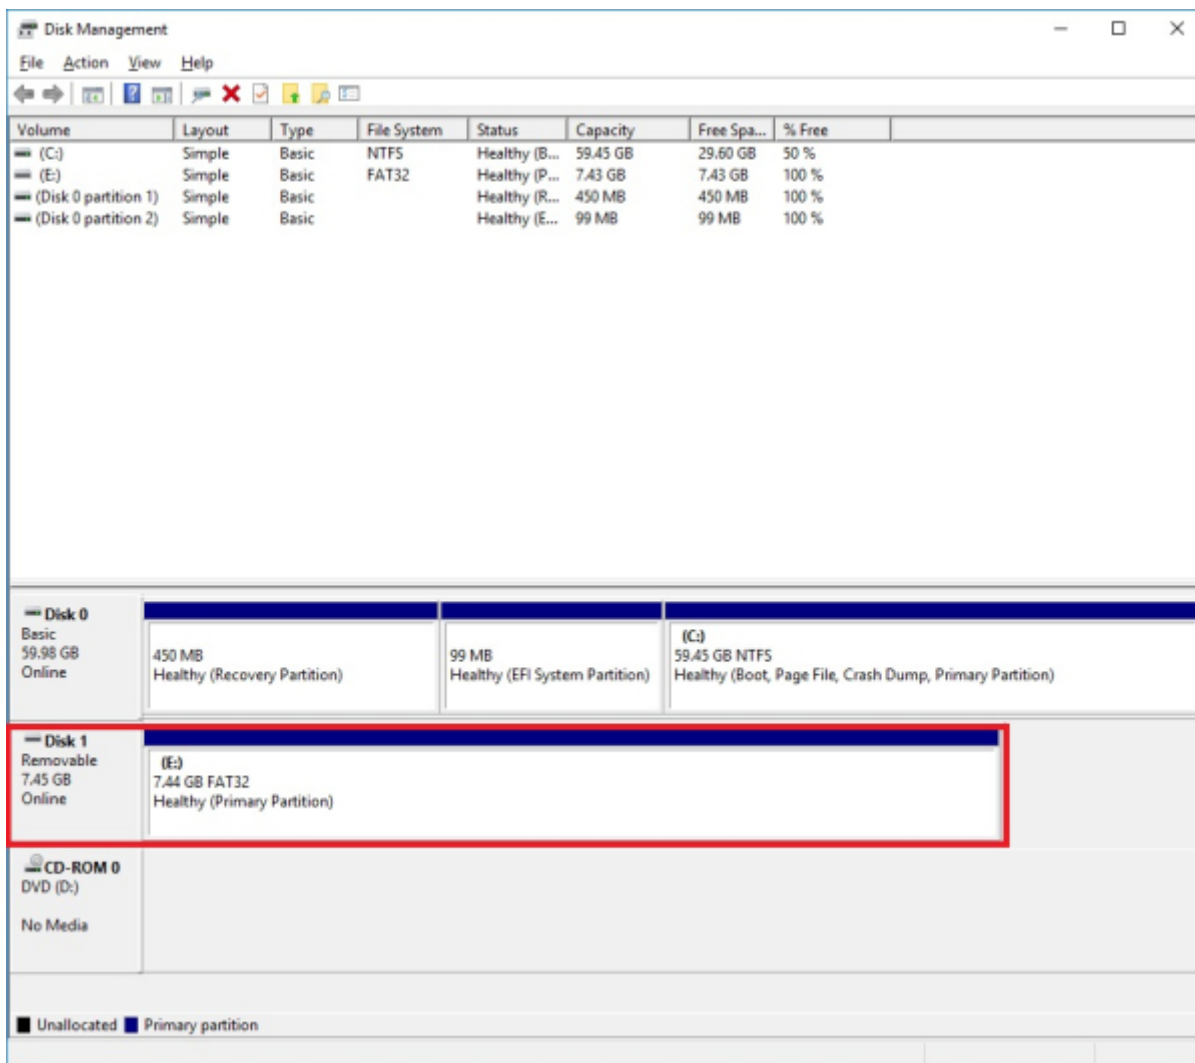 Disk Management
File Action View Help
Volume Layout Type File System Status Capacity Free Spa... % Free
(C:) Simple Basic NTFS Healthy (B... 59.45 GB 29.60 GB 50 %
(E:) Simple Basic FAT32 Healthy (P... 7.43 GB 7.43 GB 100 %
(Disk 0 partition 1) Simple Basic Healthy (R... 450 MB 450 MB 100 %
(Disk 0 partition 2) Simple Basic Healthy (E... 99 MB 99 MB 100 %
Disk 0
Basic
59.98 GB
Online
450 MB
Healthy (Recovery Partition)
99 MB
Healthy (EFI System Partition)
(C:)
59.45 GB NTFS
Healthy (Boot, Page File, Crash Dump, Primary Partition)
Disk 1
Removable
7.45 GB
Online
(E:)
7.44 GB FAT32
Healthy (Primary Partition)
CD-ROM 0
DVD (D:)
No Media
Unallocated Primary partition